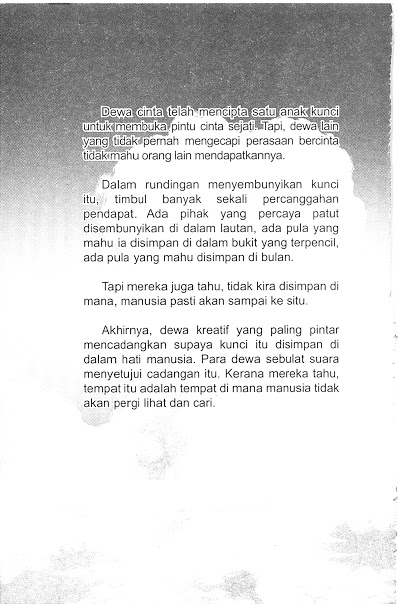 Dewa cinta telah mencipta satu anak kunci
untuk membuka pintu cinta sejati. Tapi, dewa lain
yang tidak pernah mengecapi perasaan bercinta
tidak mahu orang lain mendapatkannya.
Dalam rundingan menyembunyikan kunci
itu, timbul banyak sekali percanggahan
pendapat. Ada pihak yang percaya patut
disembunyikan di dalam lautan, ada pula yang
mahu ia disimpan di dalam bukit yang terpencil,
ada pula yang mahu disimpan di bulan.
Tapi mereka juga tahu, tidak kira disimpan di
mana, manusia pasti akan sampai ke situ.
Akhirnya, dewa kreatif yang paling pintar
mencadangkan supaya kunci itu disimpan di
dalam hati manusia. Para dewa sebulat suara
menyetujui cadangan itu. Kerana mereka tahu,
tempat itu adalah tempat di mana manusia tidak
akan pergi lihat dan cari.